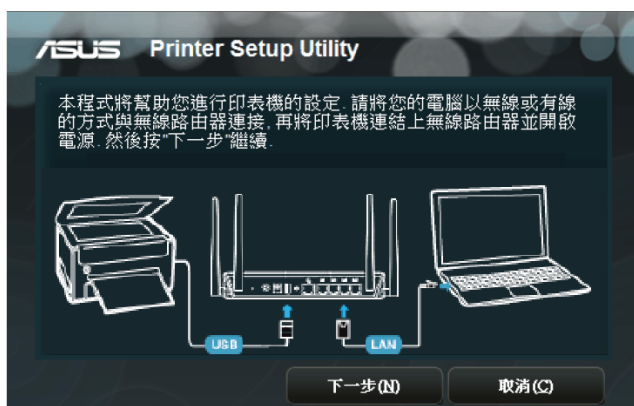 ASUS Printer Setup Utility
本程式將幫助您進行印表機的設定. 請將您的電腦以無線或有線
的方式與無線路由器連接, 再將印表機連結上無線路由器並開啟
電源. 然後按"下一步"繼續.
USB
LAN
下一步(N)
取消(C)